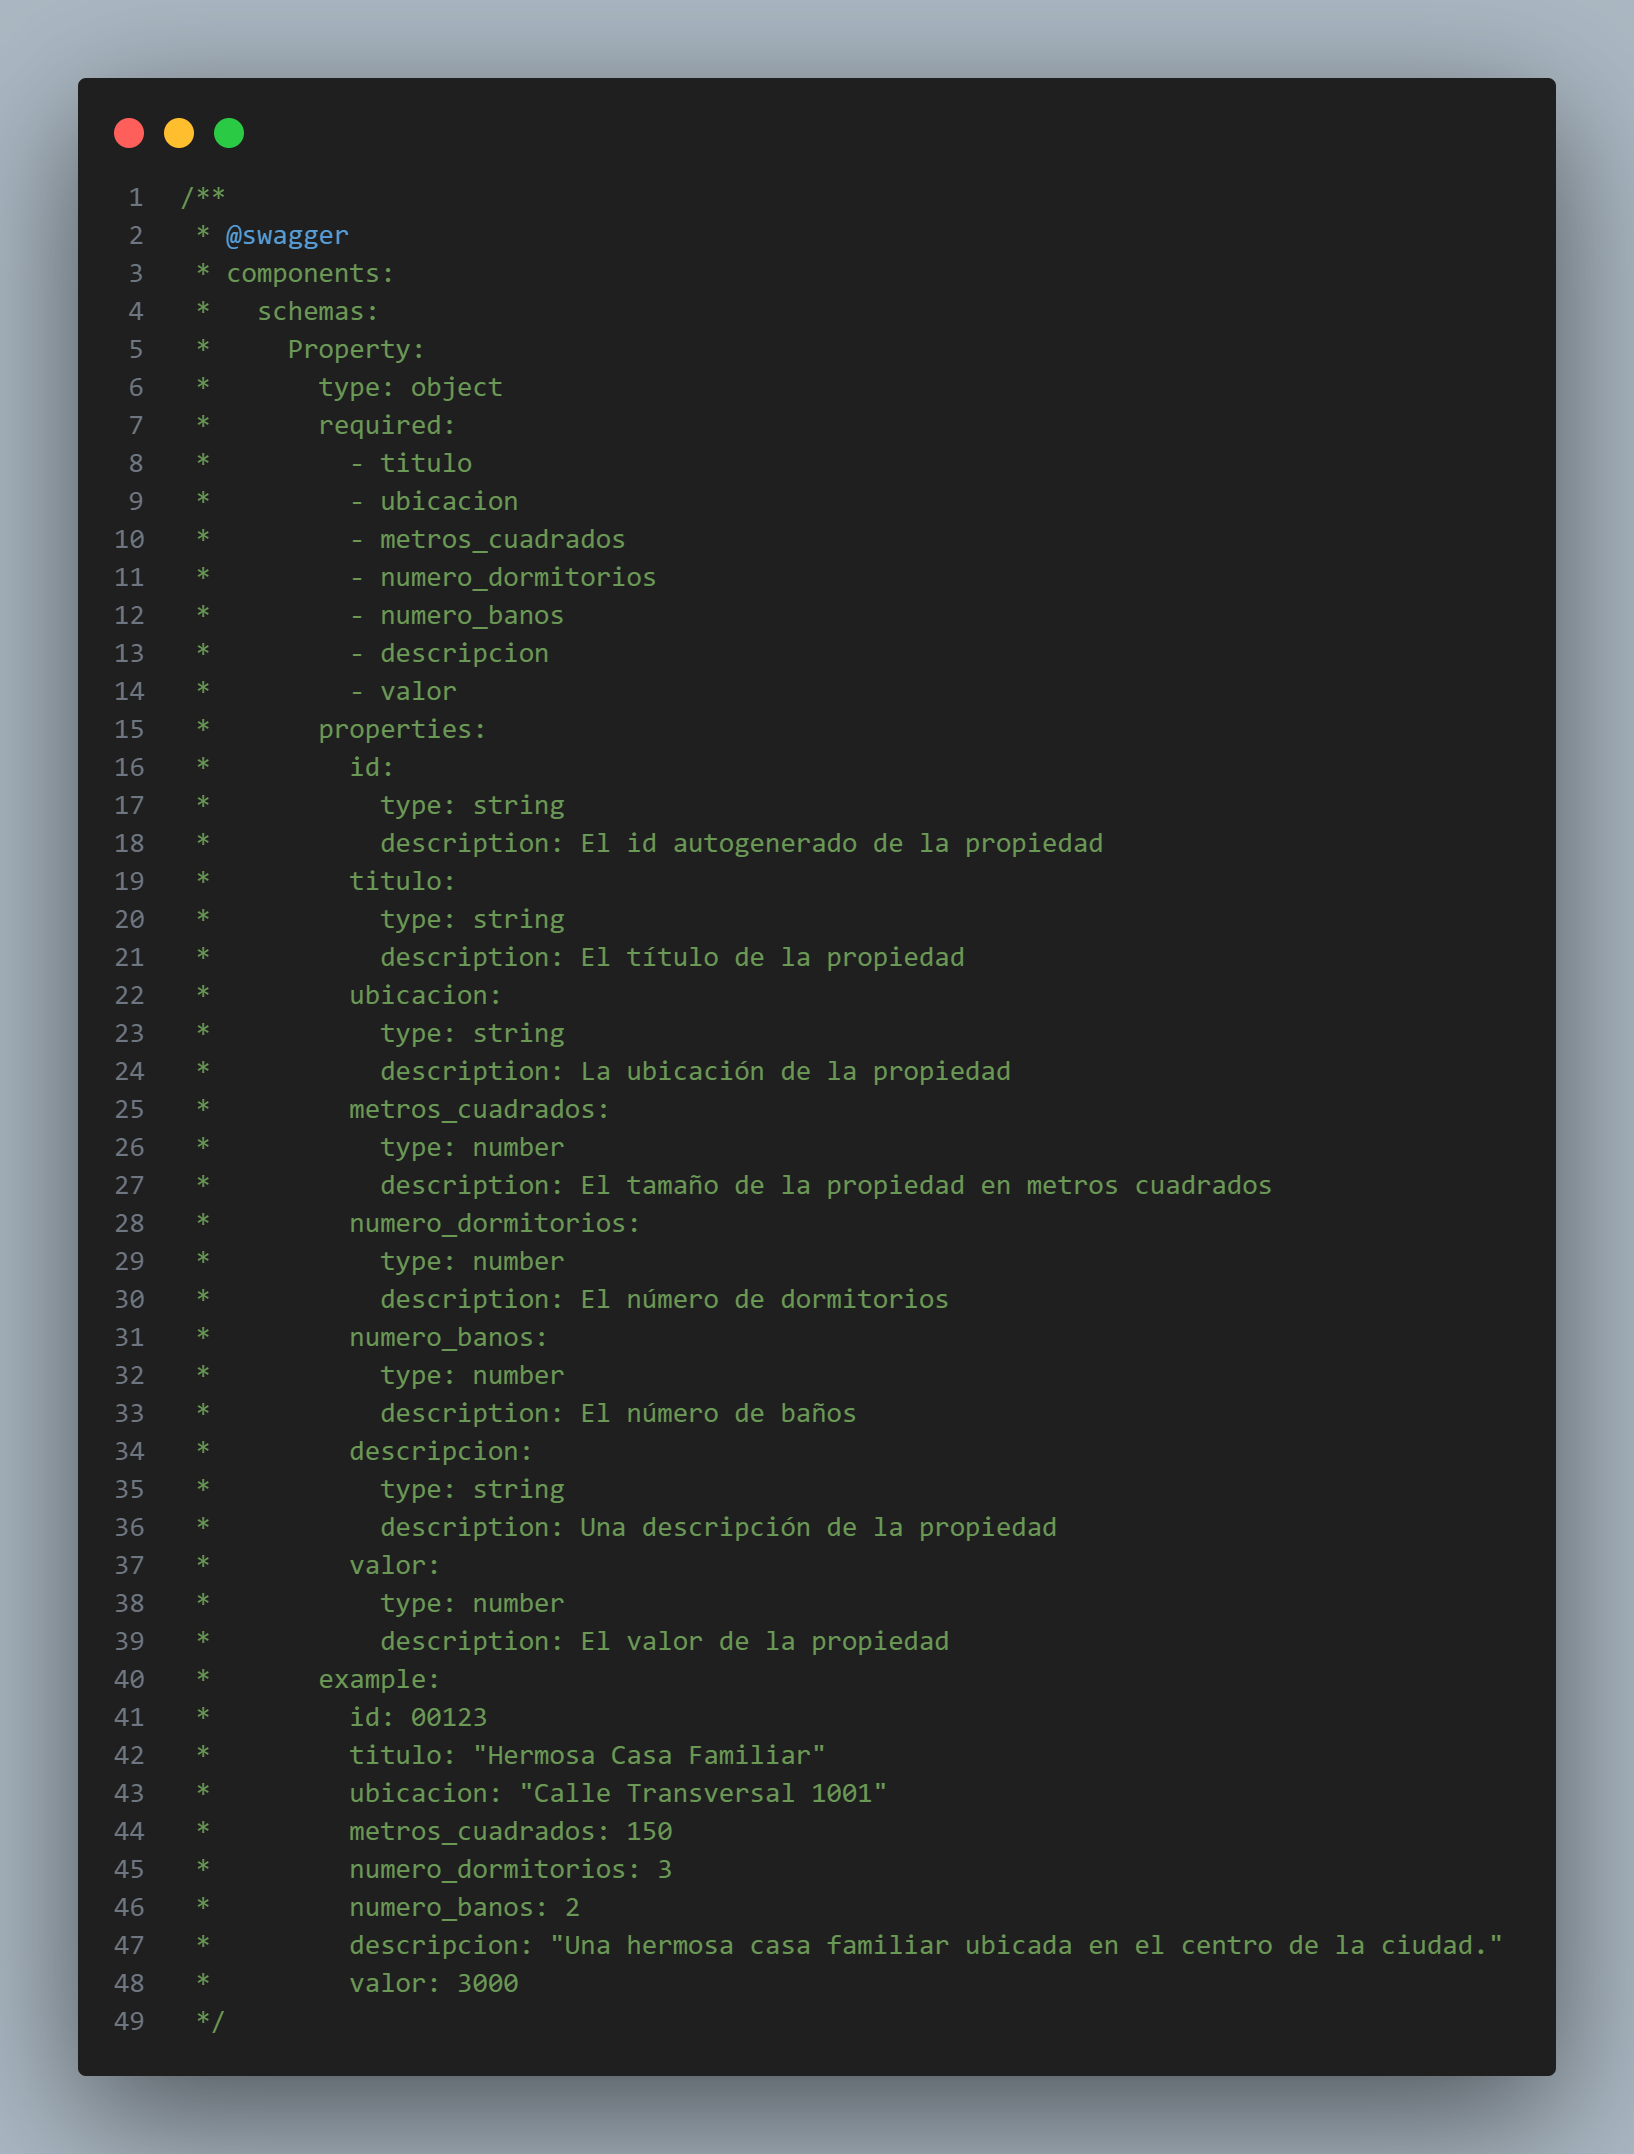 1 /**
2  * @swagger
3  * components:
4  *   schemas:
5  *     Property:
6  *       type: object
7  *       required:
8  *         - titulo
9  *         - ubicacion
10  *         - metros_cuadrados
11  *         - numero_dormitorios
12  *         - numero_banos
13  *         - descripcion
14  *         - valor
15  *       properties:
16  *         id:
17  *           type: string
18  *           description: El id autogenerado de la propiedad
19  *         titulo:
20  *           type: string
21  *           description: El título de la propiedad
22  *         ubicacion:
23  *           type: string
24  *           description: La ubicación de la propiedad
25  *         metros_cuadrados:
26  *           type: number
27  *           description: El tamaño de la propiedad en metros cuadrados
28  *         numero_dormitorios:
29  *           type: number
30  *           description: El número de dormitorios
31  *         numero_banos:
32  *           type: number
33  *           description: El número de baños
34  *         descripcion:
35  *           type: string
36  *           description: Una descripción de la propiedad
37  *         valor:
38  *           type: number
39  *           description: El valor de la propiedad
40  *       example:
41  *         id: 00123
42  *         titulo: "Hermosa Casa Familiar"
43  *         ubicacion: "Calle Transversal 1001"
44  *         metros_cuadrados: 150
45  *         numero_dormitorios: 3
46  *         numero_banos: 2
47  *         descripcion: "Una hermosa casa familiar ubicada en el centro de la ciudad."
48  *         valor: 3000
49  */